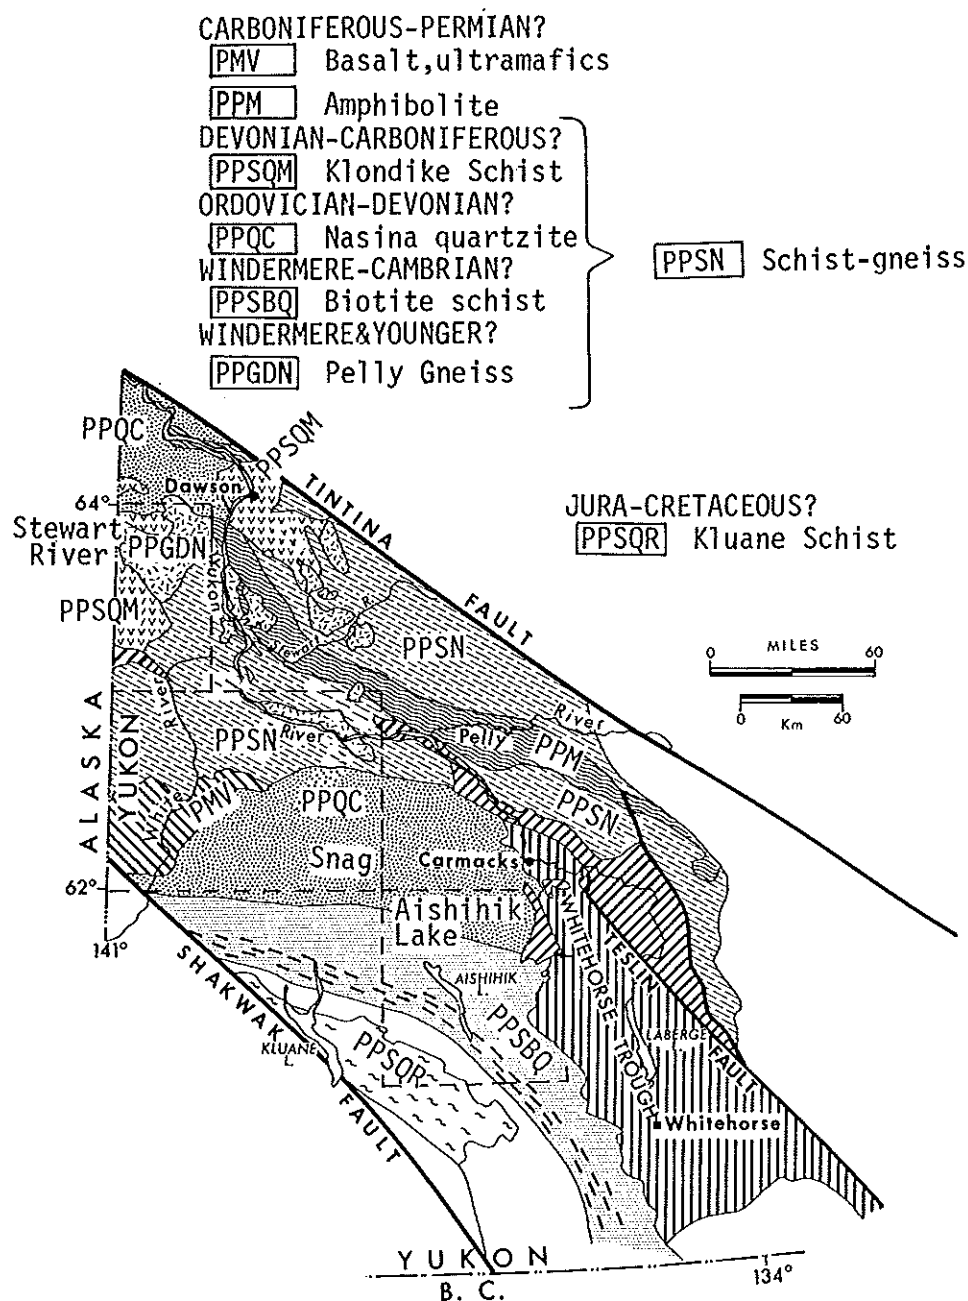 CARBONIFEROUS-PERMIAN?
PMV Basalt,ultramafics
PPM Amphibolite
DEVONIAN-CARBONIFEROUS?
PPSQM Klondike Schist
ORDOVICIAN-DEVONIAN?
PPQC Nasina quartzite
PPSN Schist-gneiss
WINDERMERE-CAMBRIAN?
PPSBQ Biotite schist
WINDERMERE&YOUNGER?
PPGDN Pelly Gneiss
PPQC
PPSQM
Dawson
TINTINA FAULT
64°
Stewart
River
JURA-CRETACEOUS?
PPSQR Kluane Schist
PPGDN
Yukon
PPSQM
Stewart R.
PPSN
MILES
0 60
0 60
Km
ALASKA
YUKON
White River
PPSN
River
Pelly River
PPM
PMV
PPQC
PPSN
Snag
Carmacks
62°
141°
Aishihik
Lake
WHITEHORSE TROUGH
TESLIN FAULT
SHAKWAK FAULT
AISHIHIK
L.
LABERGE
L.
KLUANE
L.
PPSQR
PPSBQ
Whitehorse
YUKON
B. C.
134°